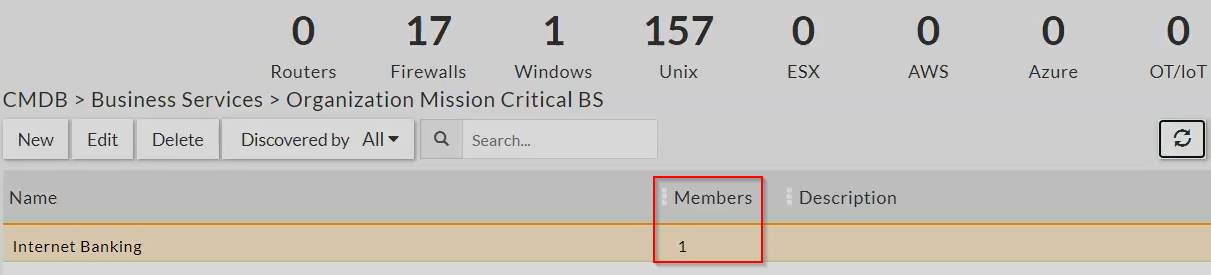 0 17 1 157 0 0 0 0
Routers Firewalls Windows Unix ESX AWS Azure OT/IoT
CMDB > Business Services > Organization Mission Critical BS
New Edit Delete Discovered by All Search...
Name Members Description
Internet Banking 1